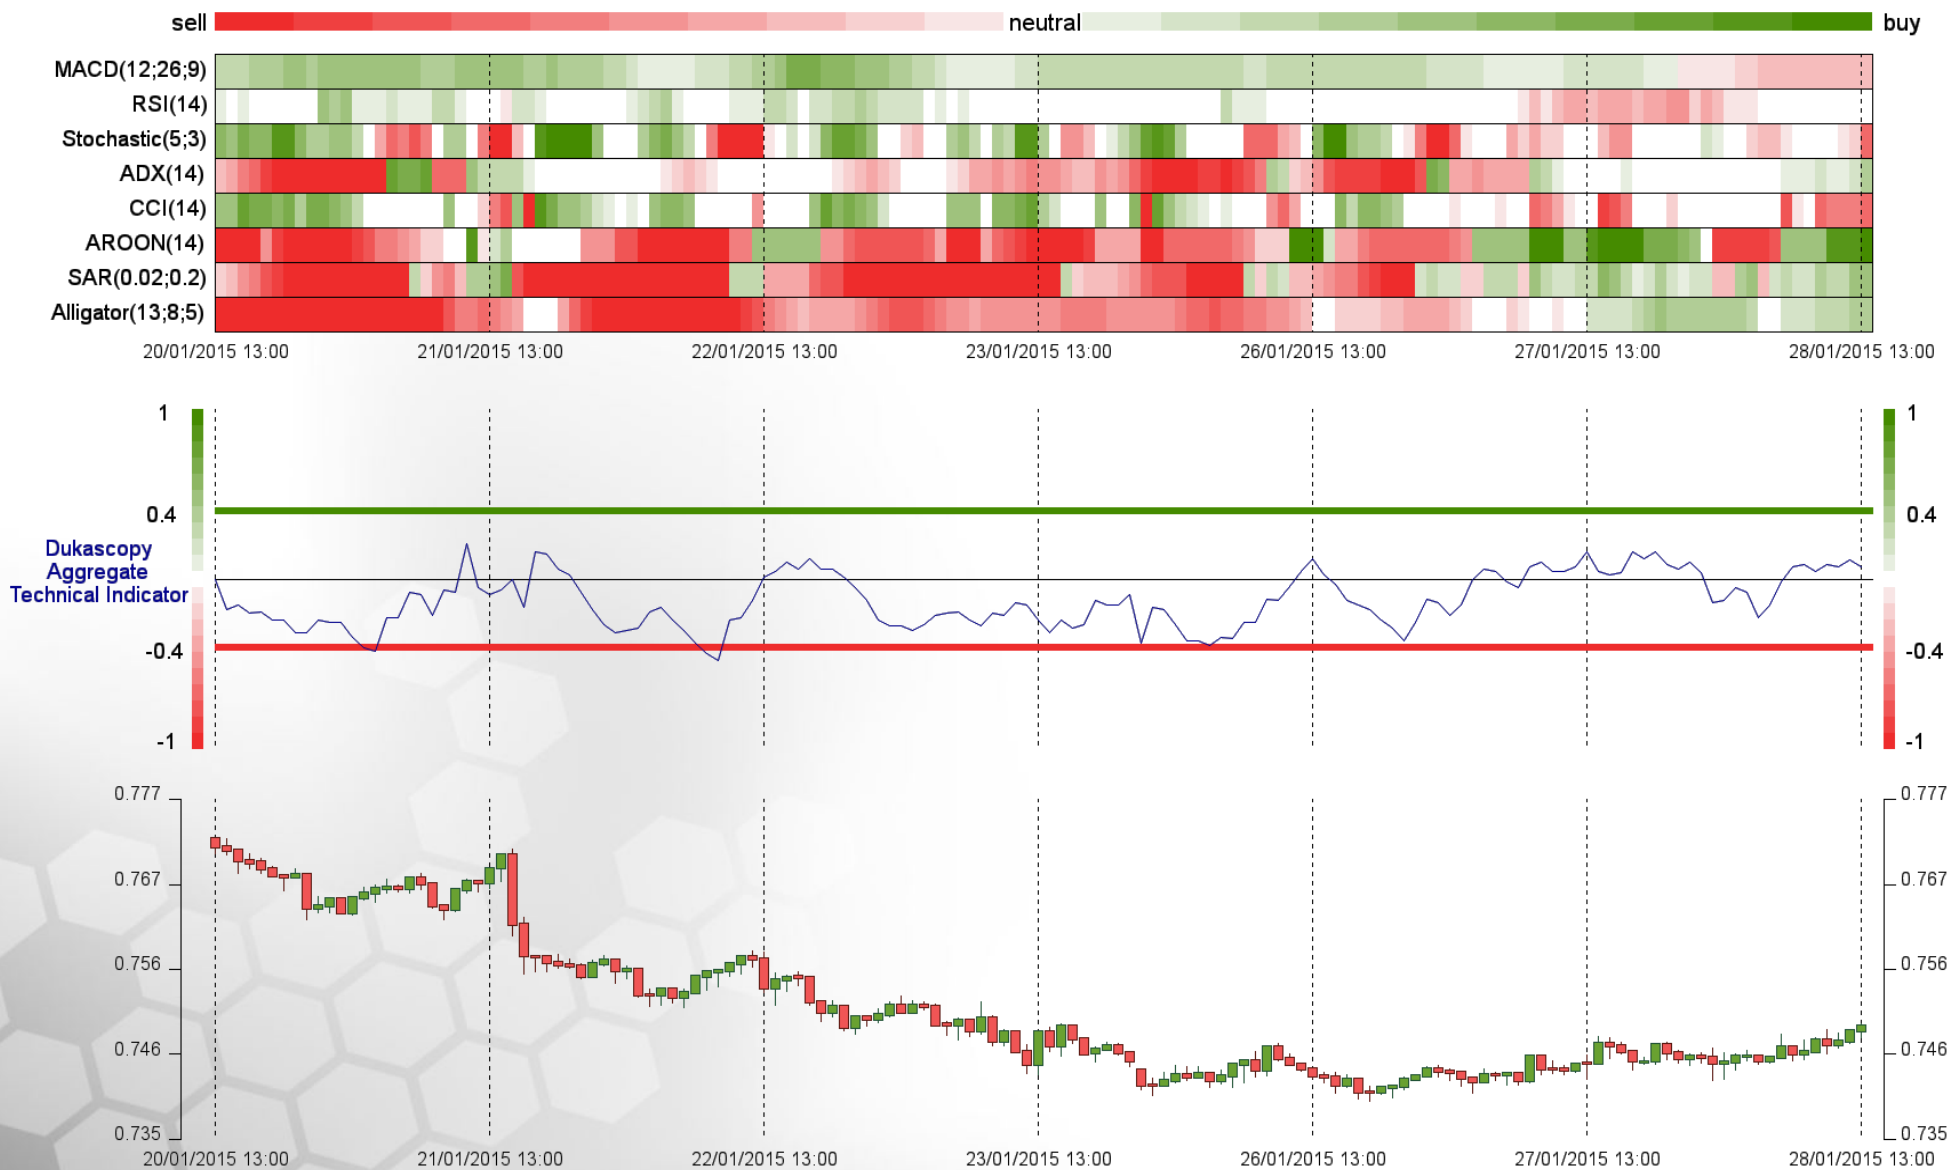 sell neutral buy
MACD(12;26;9)
RSI(14)
Stochastic(5;3)
ADX(14)
CCI(14)
AROON(14)
SAR(0.02;0.2)
Alligator(13;8;5)
20/01/2015 13:00 21/01/2015 13:00 22/01/2015 13:00 23/01/2015 13:00 26/01/2015 13:00 27/01/2015 13:00 28/01/2015 13:00
1 1
0.4 0.4
Dukascopy
Aggregate
Technical Indicator
-0.4 -0.4
-1 -1
0.777 0.777
0.767 0.767
0.756 0.756
0.746 0.746
0.735 0.735
20/01/2015 13:00 21/01/2015 13:00 22/01/2015 13:00 23/01/2015 13:00 26/01/2015 13:00 27/01/2015 13:00 28/01/2015 13:00